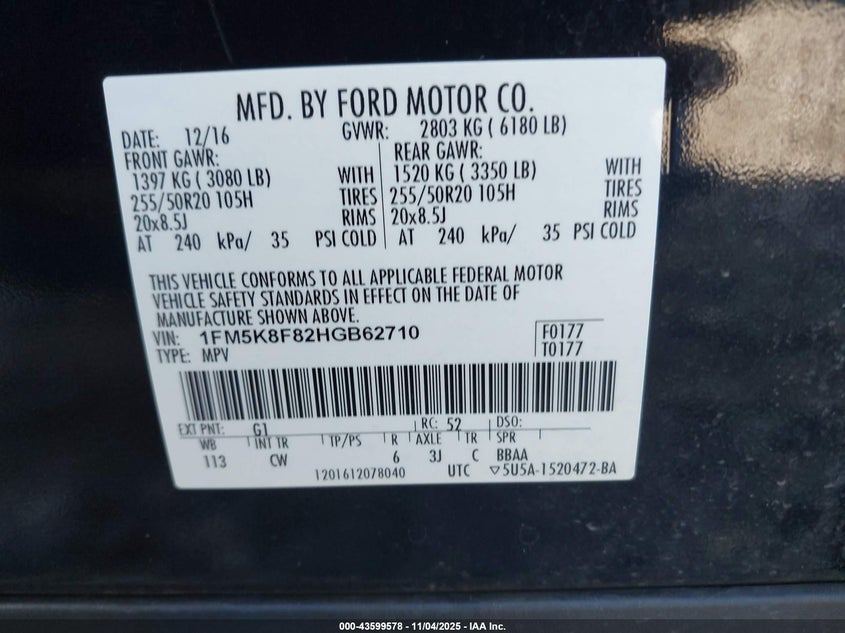 MFD. BY FORD MOTOR CO.
DATE: 12/16 GVWR: 2803 KG ( 6180 LB)
FRONT GAWR: REAR GAWR:
1397 KG ( 3080 LB) WITH 1520 KG ( 3350 LB) WITH
255/50R20 105H TIRES 255/50R20 105H TIRES
20x8.5J RIMS 20x8.5J RIMS
AT 240 kPa/ 35 PSI COLD AT 240 kPa/ 35 PSI COLD
THIS VEHICLE CONFORMS TO ALL APPLICABLE FEDERAL MOTOR
VEHICLE SAFETY STANDARDS IN EFFECT ON THE DATE OF
MANUFACTURE SHOWN ABOVE.
VIN: 1FM5K8F82HGB62710 F0177
TYPE: MPV T0177
EXT PNT: G1 RC: 52 DSO:
WB INT TR TP/PS R AXLE TR SPR
113 CW 6 3J C BBAA
1201612078040 UTC ▽5U5A-1520472-BA
000-43599578 - 11/04/2025 - IAA Inc.